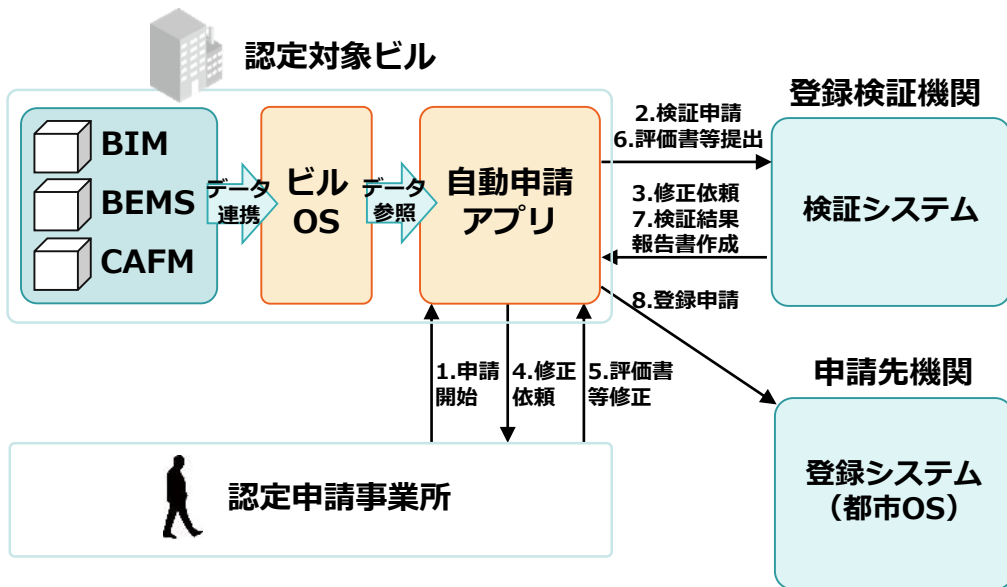 認定対象ビル
BIM
BEMS
CAFM
データ
連携
ビル
OS
データ
参照
自動申請
アプリ
2.検証申請
6.評価書等提出
3.修正依頼
7.検証結果
報告書作成
8.登録申請
登録検証機関
検証システム
1.申請
開始
4.修正
依頼
5.評価書
等修正
申請先機関
登録システム
（都市OS）
認定申請事業所